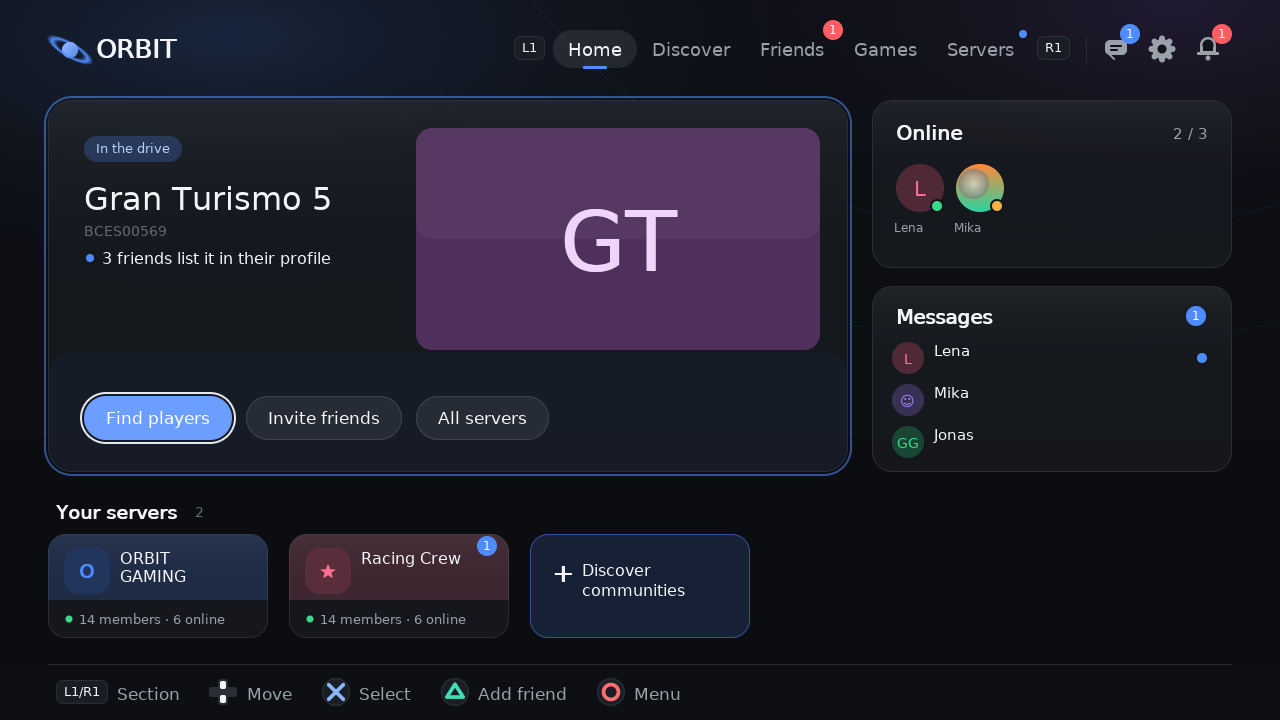 ORBIT
L1
Home
Discover
Friends
1
Games
Servers
R1
1
1
In the drive
Gran Turismo 5
BCES00569
3 friends list it in their profile
GT
Find players
Invite friends
All servers
Online
2 / 3
L
Lena
Mika
Messages
1
L
Lena
Mika
GG
Jonas
Your servers
2
O
ORBIT
GAMING
14 members · 6 online
Racing Crew
1
14 members · 6 online
Discover
communities
L1/R1
Section
Move
Select
Add friend
Menu